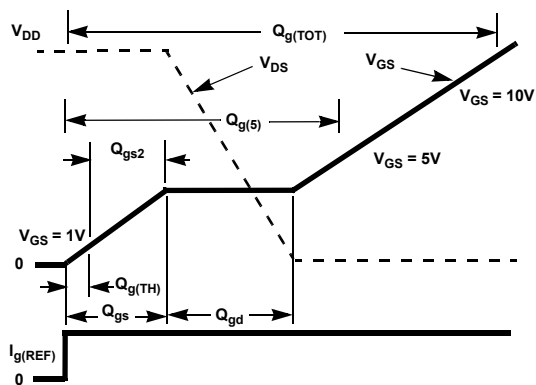 V_DD
Q_g(TOT)
V_DS
V_GS
V_GS = 10V
Q_g(5)
Q_gs2
V_GS = 5V
V_GS = 1V
0
Q_g(TH)
Q_gs
Q_gd
I_g(REF)
0